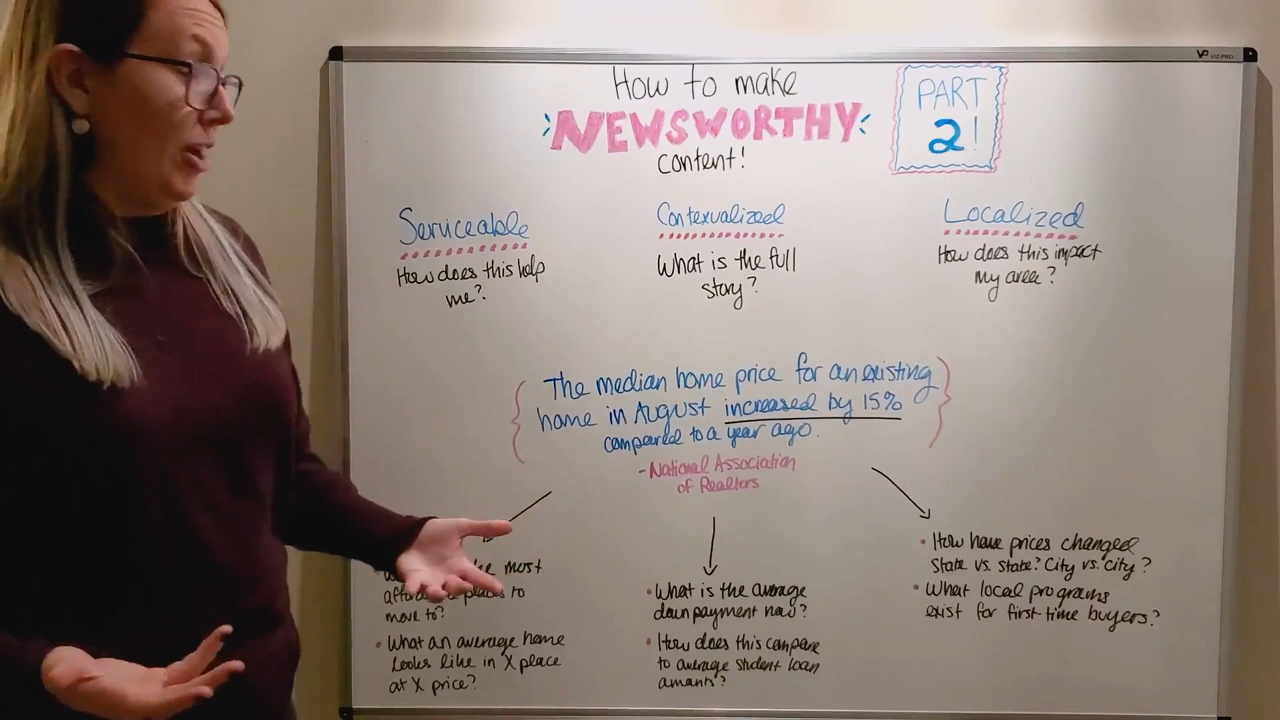 VIZ-PRO
How to make
NEWSWORTHY
content!
PART
2!
Serviceable
How does this help
me?
Contexualized
What is the full
story?
Localized
How does this impact
my area?
The median home price for an existing
home in August increased by 15%
compared to a year ago.
- National Association
of Realtors
most
to
move to?
• What an average home
looks like in X place
at X price?
• What is the average
down payment now?
• How does this compare
to average student loan
amants?
• How have prices changed
state vs. state? City vs. city?
• What local programs
exist for first time buyers?